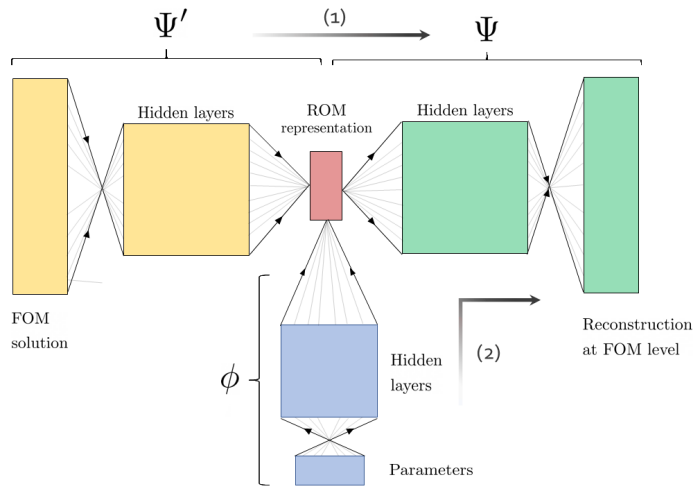 Ψ′
(1)
Ψ
Hidden layers
ROM
representation
Hidden layers
FOM
solution
(2)
Reconstruction
at FOM level
ϕ
Hidden
layers
Parameters